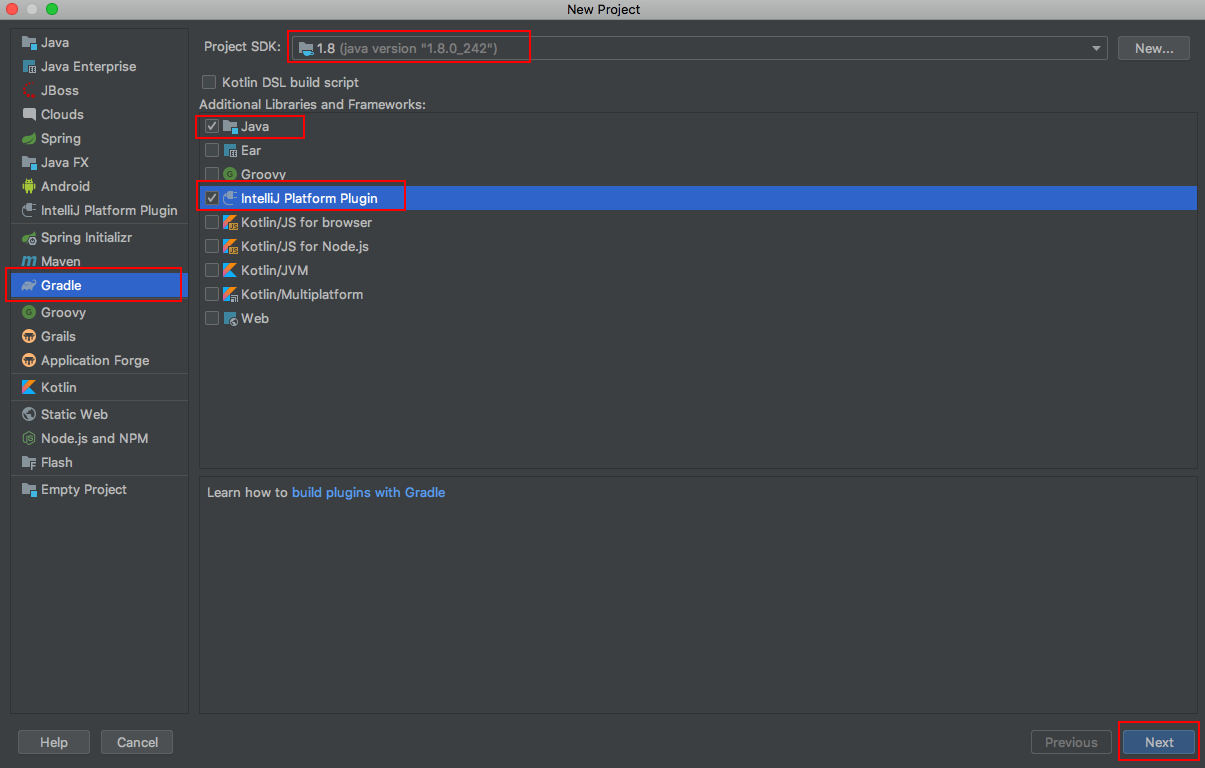 New Project
Java
Java Enterprise
JBoss
Clouds
Spring
Java FX
Android
IntelliJ Platform Plugin
Spring Initializr
Maven
Gradle
Groovy
Grails
Application Forge
Kotlin
Static Web
Node.js and NPM
Flash
Empty Project
Project SDK: 1.8 (java version "1.8.0_242") New...
Kotlin DSL build script
Additional Libraries and Frameworks:
Java
Ear
Groovy
IntelliJ Platform Plugin
Kotlin/JS for browser
Kotlin/JS for Node.js
Kotlin/JVM
Kotlin/Multiplatform
Web
Learn how to build plugins with Gradle
Help Cancel Previous Next